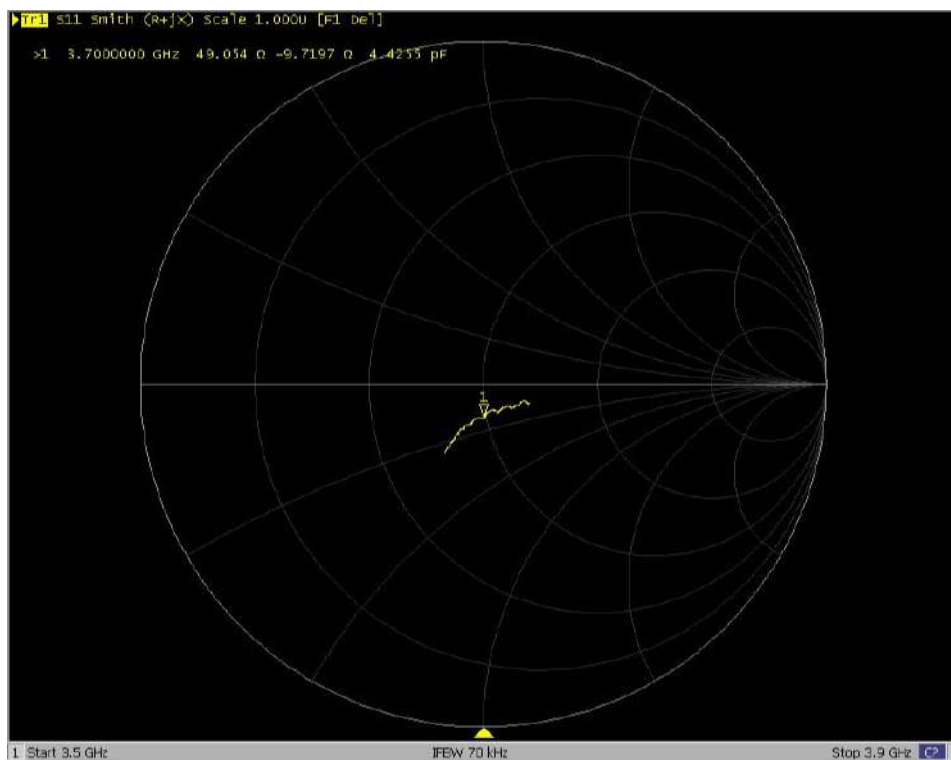 Tr1 S11 Smith (R+jX) Scale 1.000U [F1 Del]
>1 3.7000000 GHz 49.054 Ω -9.7197 Ω 4.4255 pF
1
1 Start 3.5 GHz IFBW 70 kHz Stop 3.9 GHz C?